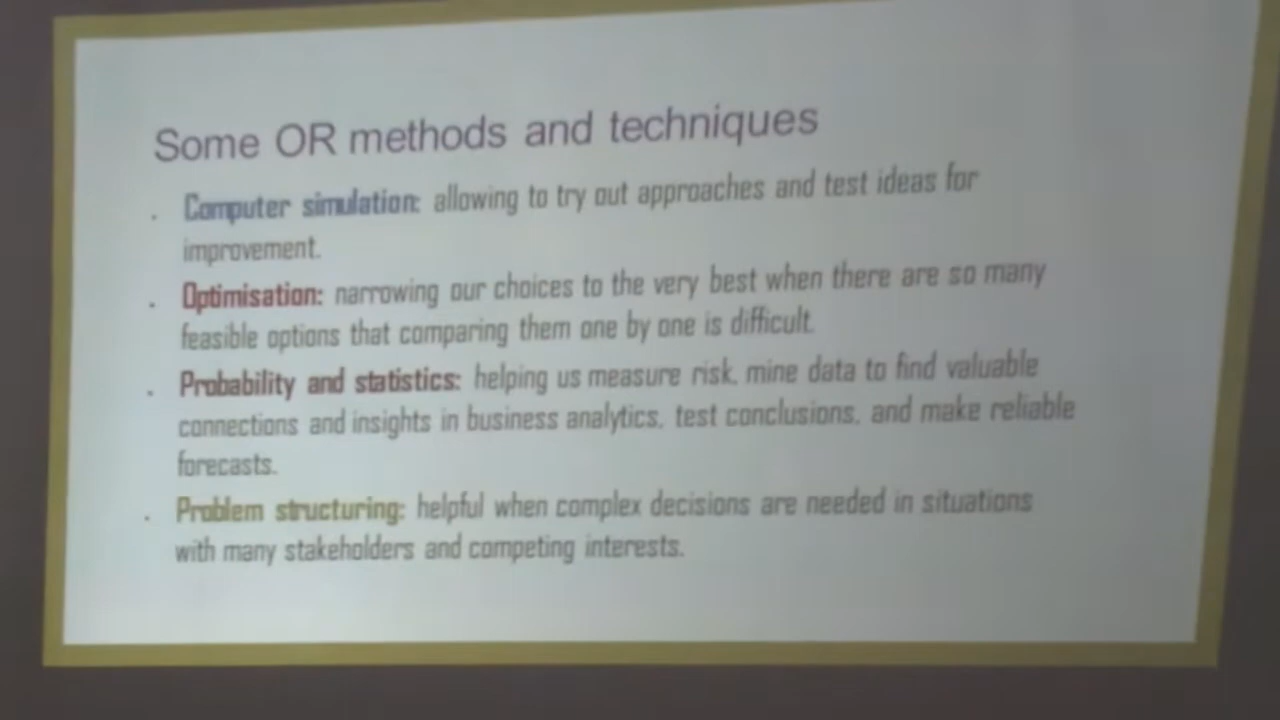 Some OR methods and techniques
. Computer simulation: allowing to try out approaches and test ideas for
improvement.
. Optimisation: narrowing our choices to the very best when there are so many
feasible options that comparing them one by one is difficult.
. Probability and statistics: helping us measure risk, mine data to find valuable
connections and insights in business analytics, test conclusions, and make reliable
forecasts.
. Problem structuring: helpful when complex decisions are needed in situations
with many stakeholders and competing interests.